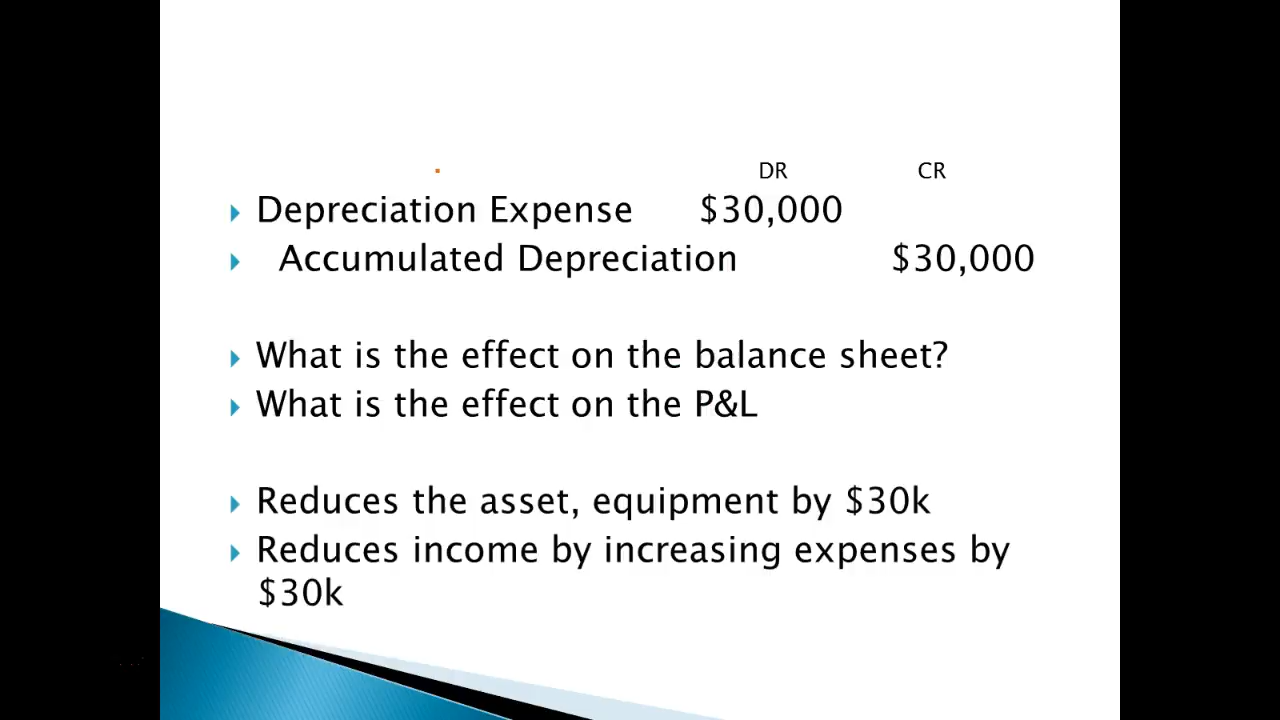 DR CR
Depreciation Expense $30,000
Accumulated Depreciation $30,000
What is the effect on the balance sheet?
What is the effect on the P&L
Reduces the asset, equipment by $30k
Reduces income by increasing expenses by
$30k